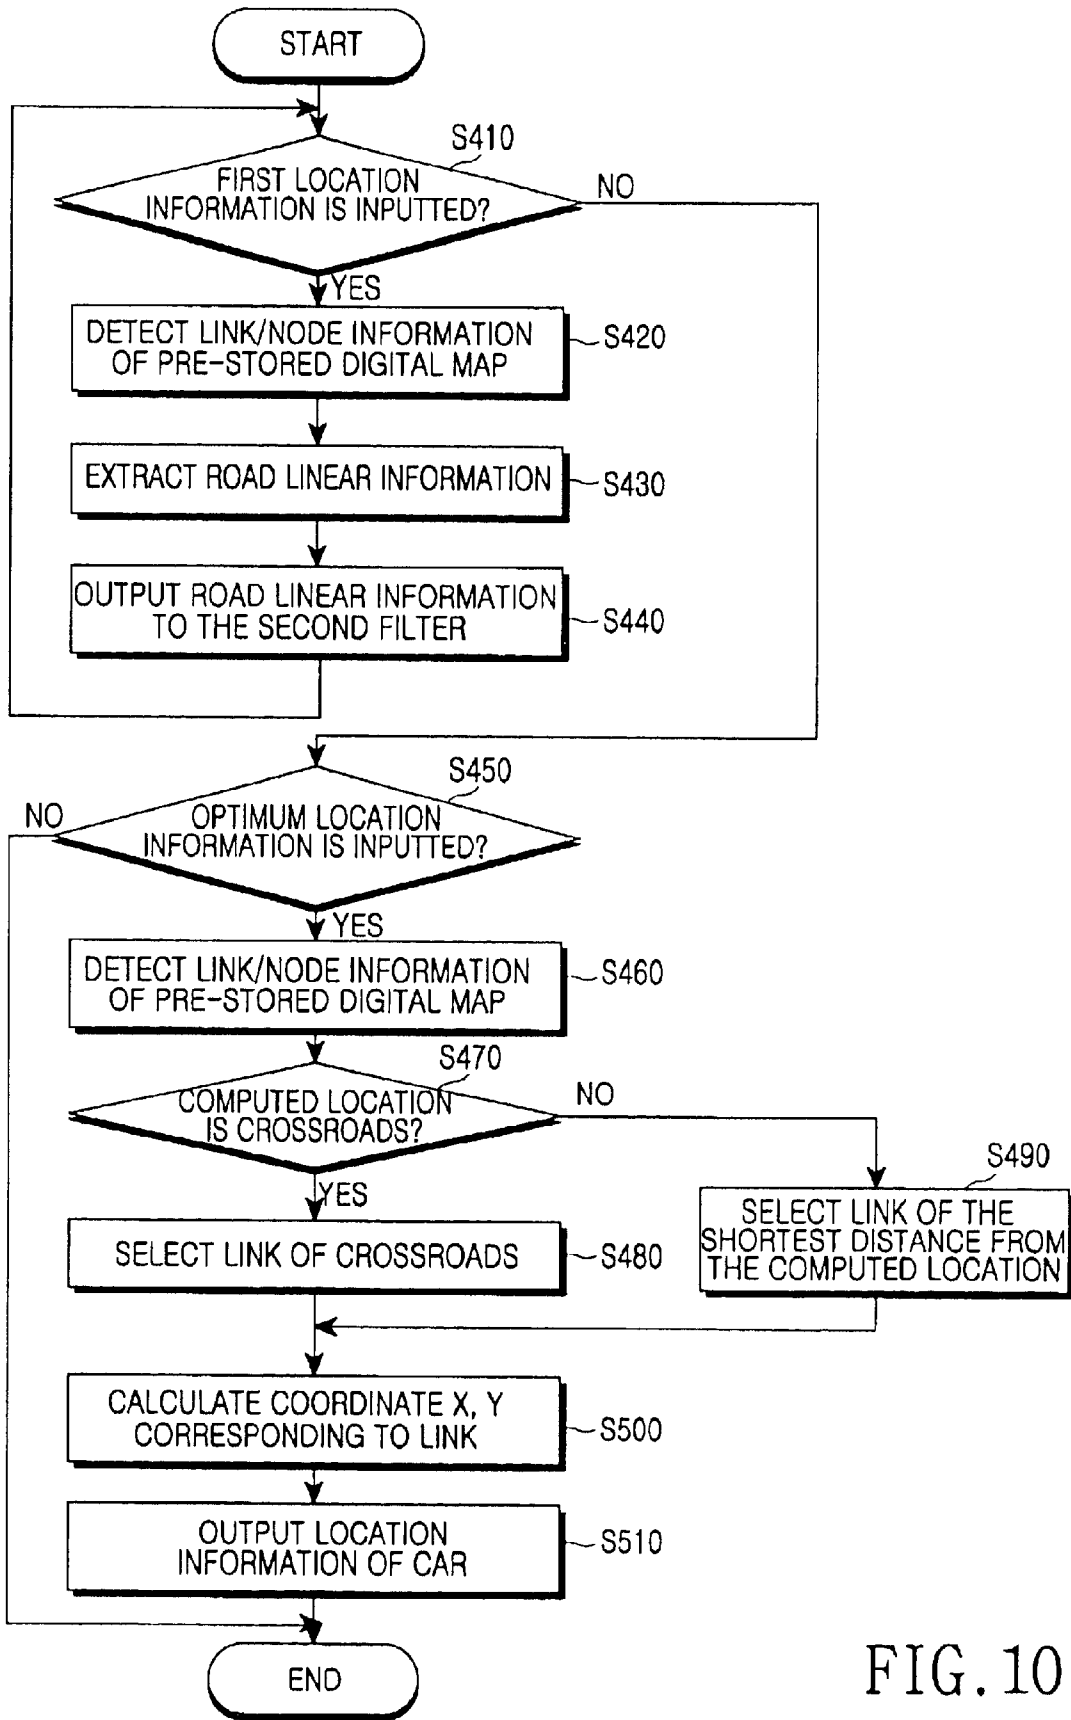 START
S410
FIRST LOCATION
INFORMATION IS INPUTTED?
NO
YES
DETECT LINK/NODE INFORMATION
OF PRE-STORED DIGITAL MAP
S420
EXTRACT ROAD LINEAR INFORMATION
S430
OUTPUT ROAD LINEAR INFORMATION
TO THE SECOND FILTER
S440
S450
NO
OPTIMUM LOCATION
INFORMATION IS INPUTTED?
YES
DETECT LINK/NODE INFORMATION
OF PRE-STORED DIGITAL MAP
S460
S470
COMPUTED LOCATION
IS CROSSROADS?
NO
YES
S490
SELECT LINK OF THE
SHORTEST DISTANCE FROM
THE COMPUTED LOCATION
SELECT LINK OF CROSSROADS
S480
CALCULATE COORDINATE X, Y
CORRESPONDING TO LINK
S500
OUTPUT LOCATION
INFORMATION OF CAR
S510
END
FIG.10